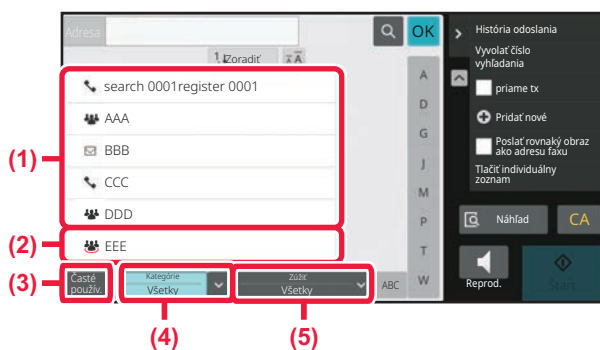 Adresa
OK
Zoradiť
search 0001register 0001
AAA
BBB
CCC
DDD
EEE
Časté
použív.
Kategórie
Všetky
Zúžiť
Všetky
ABC
A
D
G
J
M
P
T
W
História odoslania
Vyvolať číslo
vyhľadania
priame tx
Pridať nové
Poslať rovnaký obraz
ako adresu faxu
Tlačiť individuálny
zoznam
Náhľad
CA
Reprod.
Štart
(1)
(2)
(3)
(4)
(5)